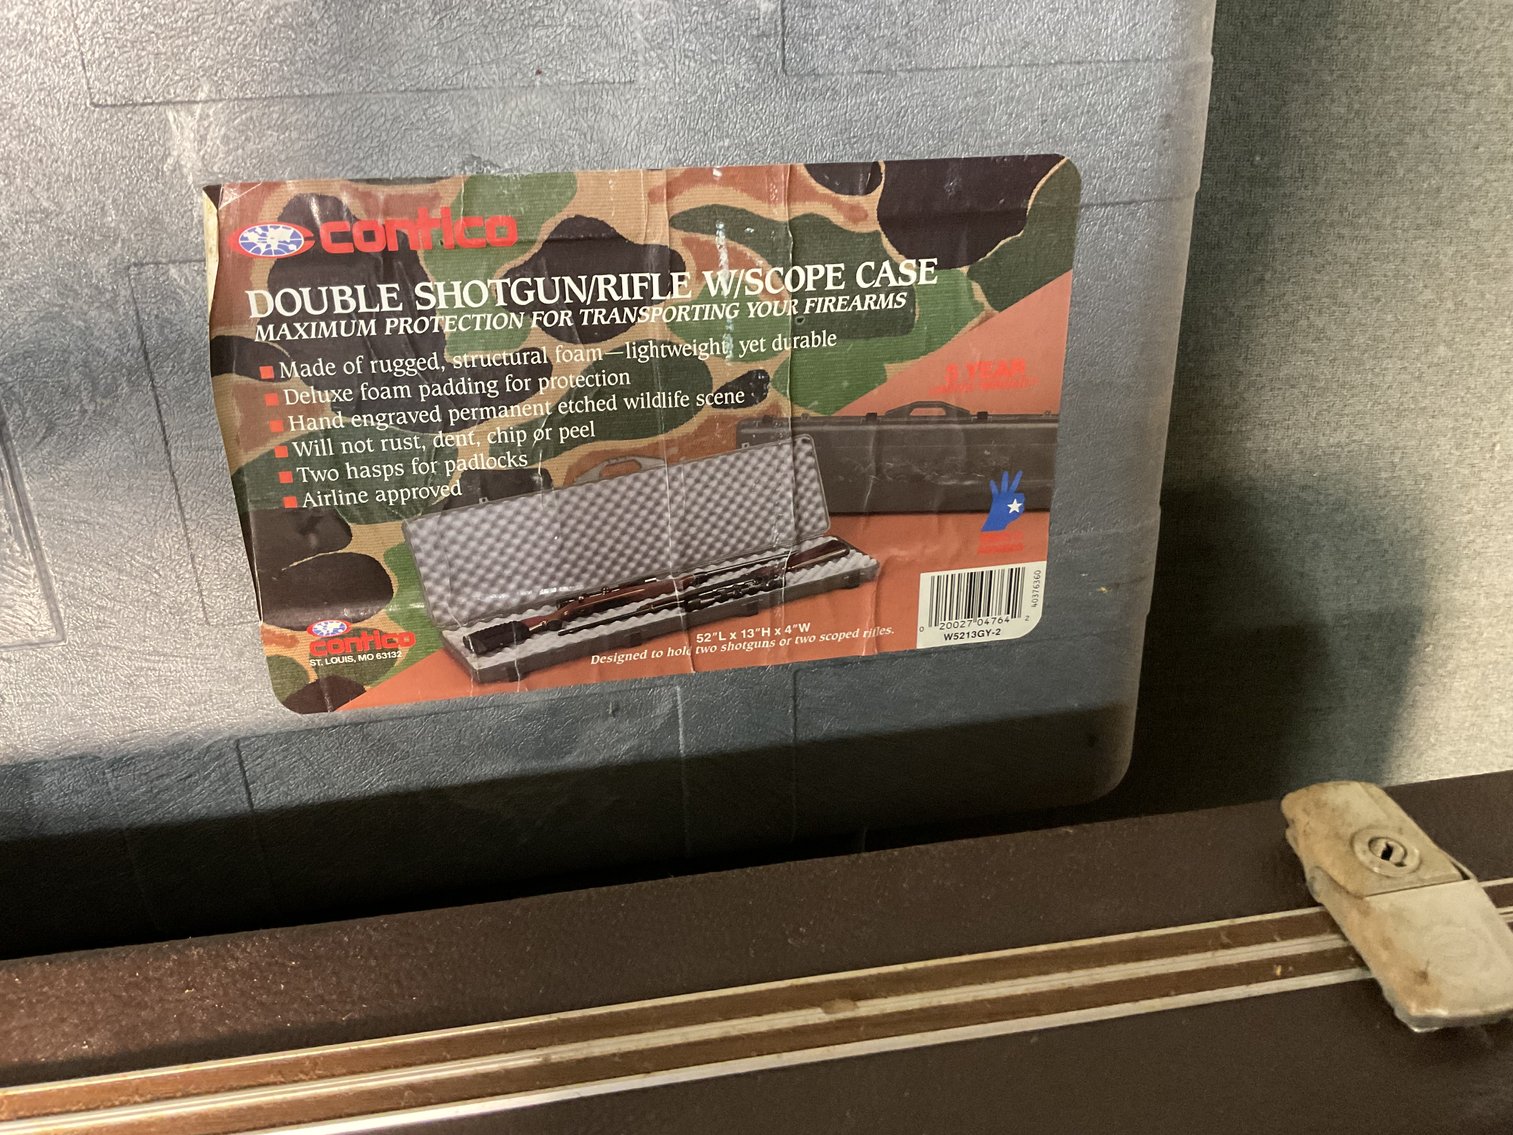 contico
DOUBLE SHOTGUN/RIFLE W/SCOPE CASE
MAXIMUM PROTECTION FOR TRANSPORTING YOUR FIREARMS
Made of rugged, structural foam—lightweight, yet durable
Deluxe foam padding for protection
Hand engraved permanent etched wildlife scene
Will not rust, dent, chip or peel
Two hasps for padlocks
Airline approved
YEAR
contico
ST. LOUIS, MO 63132
52"L x 13"H x 4"W
Designed to hold two shotguns or two scoped rifles.
40376360
0 20027 04764 2
W5213GY-2